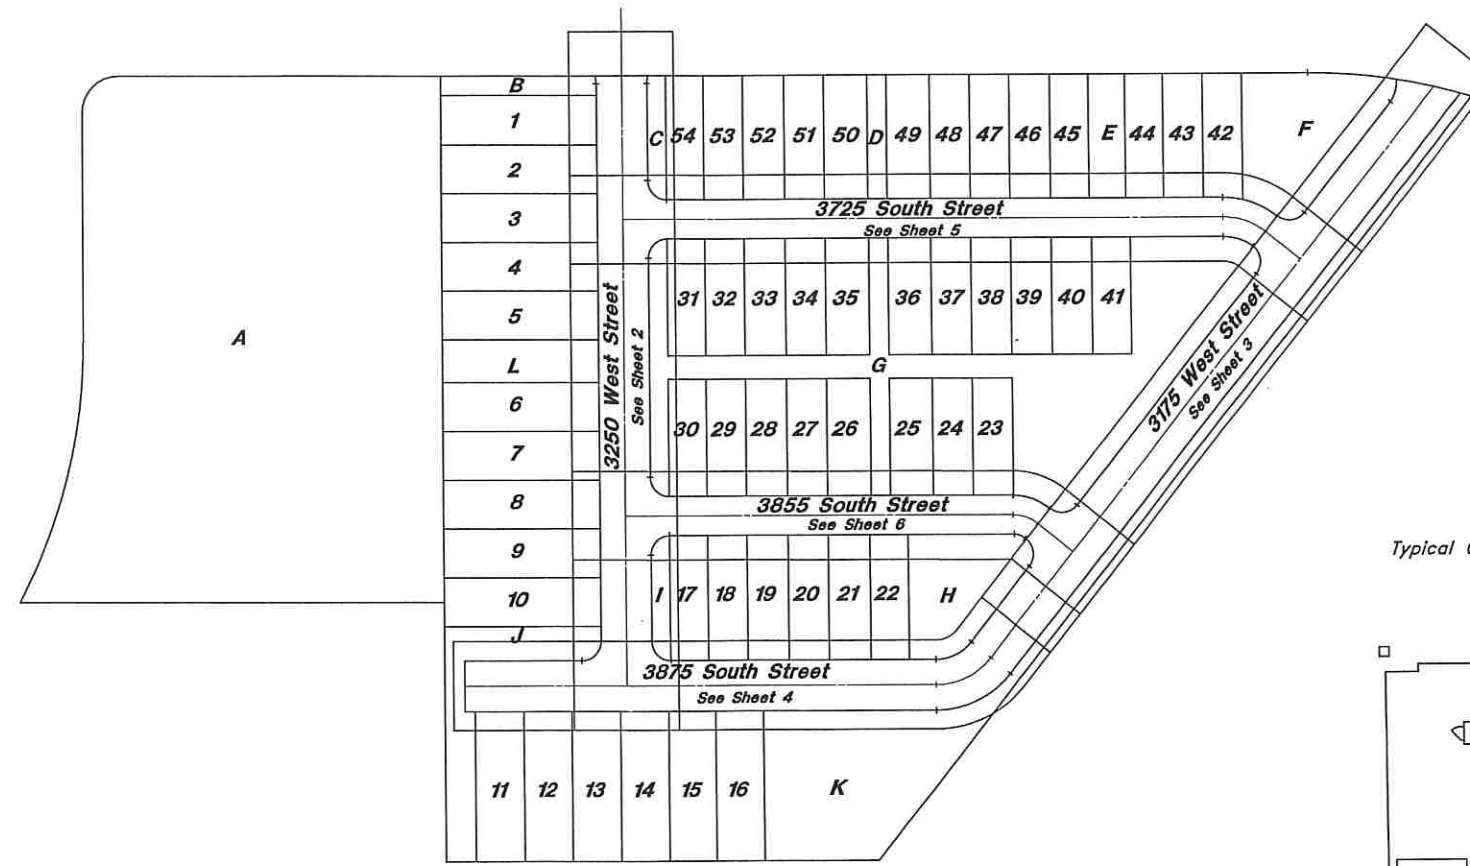 B
1
2
3
4
5
L
6
7
8
9
10
J
A
C 54 53 52 51 50 D 49 48 47 46 45 E 44 43 42 F
3725 South Street
See Sheet 5
31 32 33 34 35 36 37 38 39 40 41
G
30 29 28 27 26 25 24 23
3855 South Street
See Sheet 6
I 17 18 19 20 21 22 H
3875 South Street
See Sheet 4
11 12 13 14 15 16 K
3250 West Street
See Sheet 2
3175 West Street
See Sheet 3
Typical